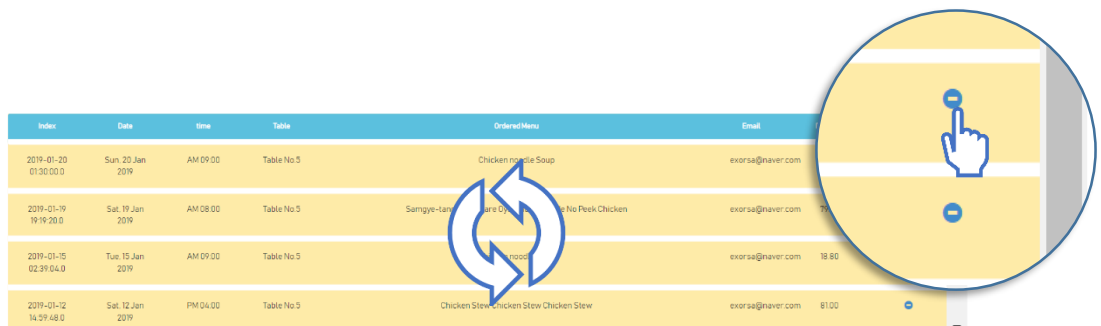 Index Date time Table Ordered Menu Email
2019-01-20 Sun, 20 Jan AM 09:00 Table No.5 Chicken noodle Soup exorsa@naver.com
01:30:00.0 2019
2019-01-19 Sat, 19 Jan AM 08:00 Table No.5 Samgye-tang No Peek Chicken exorsa@naver.com
19:19:20.0 2019
2019-01-15 Tue, 15 Jan AM 09:00 Table No.5 exorsa@naver.com 18.80
02:39:04.0 2019
2019-01-12 Sat, 12 Jan PM 04:00 Table No.5 Chicken Stew Chicken Stew Chicken Stew exorsa@naver.com 81.00
14:59:48.0 2019